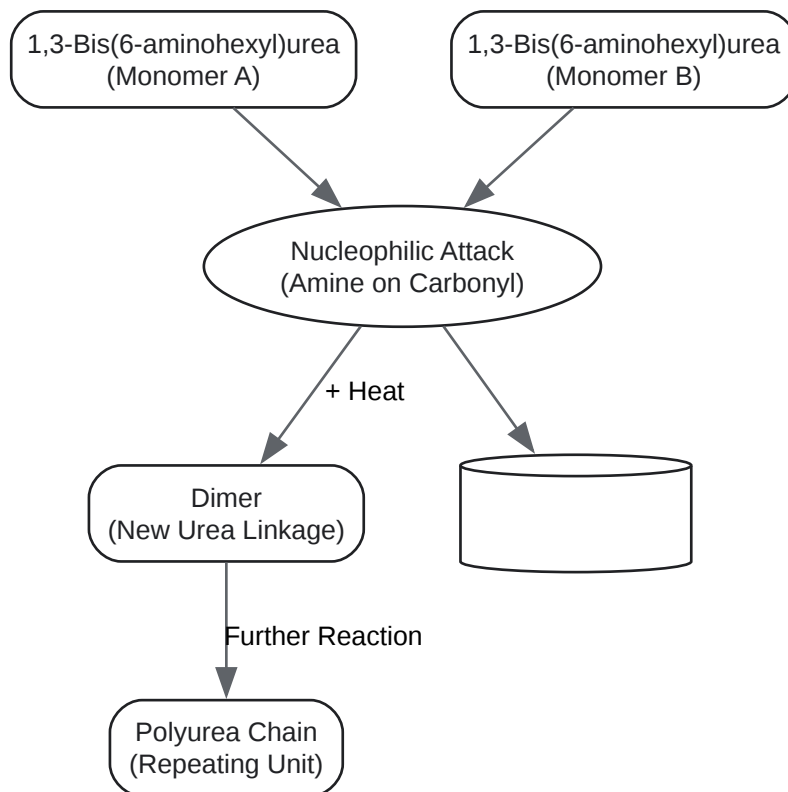 1,3-Bis(6-aminohexyl)urea
(Monomer A)
1,3-Bis(6-aminohexyl)urea
(Monomer B)
Nucleophilic Attack
(Amine on Carbonyl)
+ Heat
Dimer
(New Urea Linkage)
Further Reaction
Polyurea Chain
(Repeating Unit)